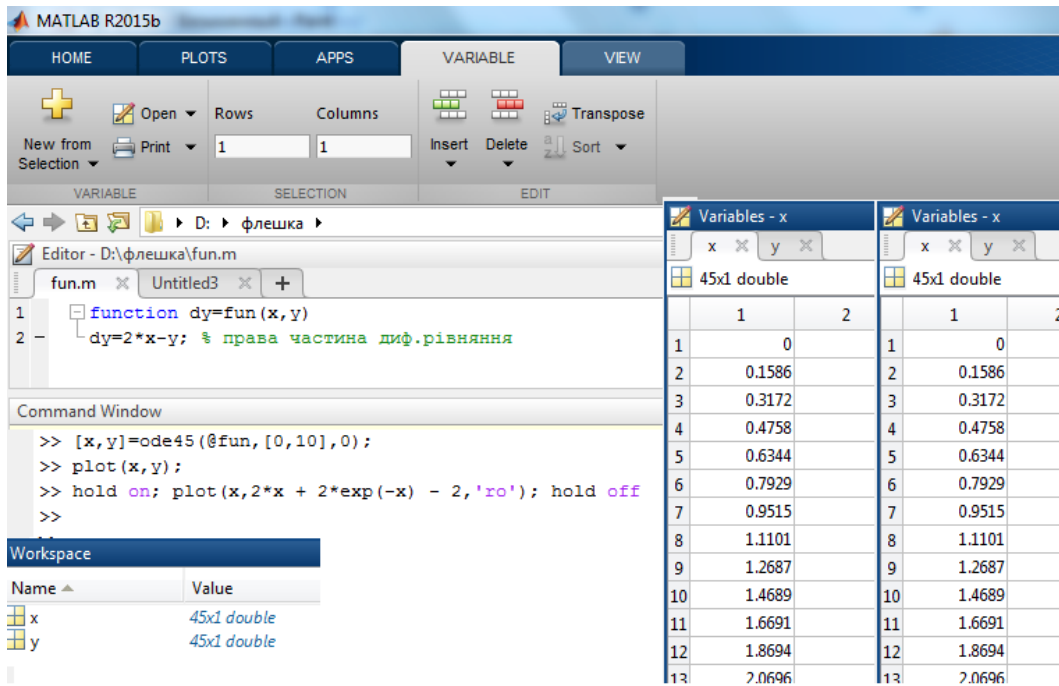 MATLAB R2015b
HOME PLOTS APPS VARIABLE VIEW
New from Selection
Open
Print
Rows Columns
1 1
Insert Delete
Transpose
Sort
VARIABLE SELECTION EDIT
D: флешка
Editor - D:\флешка\fun.m
fun.m Untitled3 +
1 function dy=fun(x,y)
2 – dy=2*x-y; % права частина диф.рівняння
Command Window
>> [x,y]=ode45(@fun,[0,10],0);
>> plot(x,y);
>> hold on; plot(x,2*x + 2*exp(-x) - 2,'ro'); hold off
>>
Workspace
Name Value
x 45x1 double
y 45x1 double
Variables - x
x y
45x1 double
1 2
1 0
2 0.1586
3 0.3172
4 0.4758
5 0.6344
6 0.7929
7 0.9515
8 1.1101
9 1.2687
10 1.4689
11 1.6691
12 1.8694
13 2.0696
Variables - x
x y
45x1 double
1
1 0
2 0.1586
3 0.3172
4 0.4758
5 0.6344
6 0.7929
7 0.9515
8 1.1101
9 1.2687
10 1.4689
11 1.6691
12 1.8694
13 2.0696